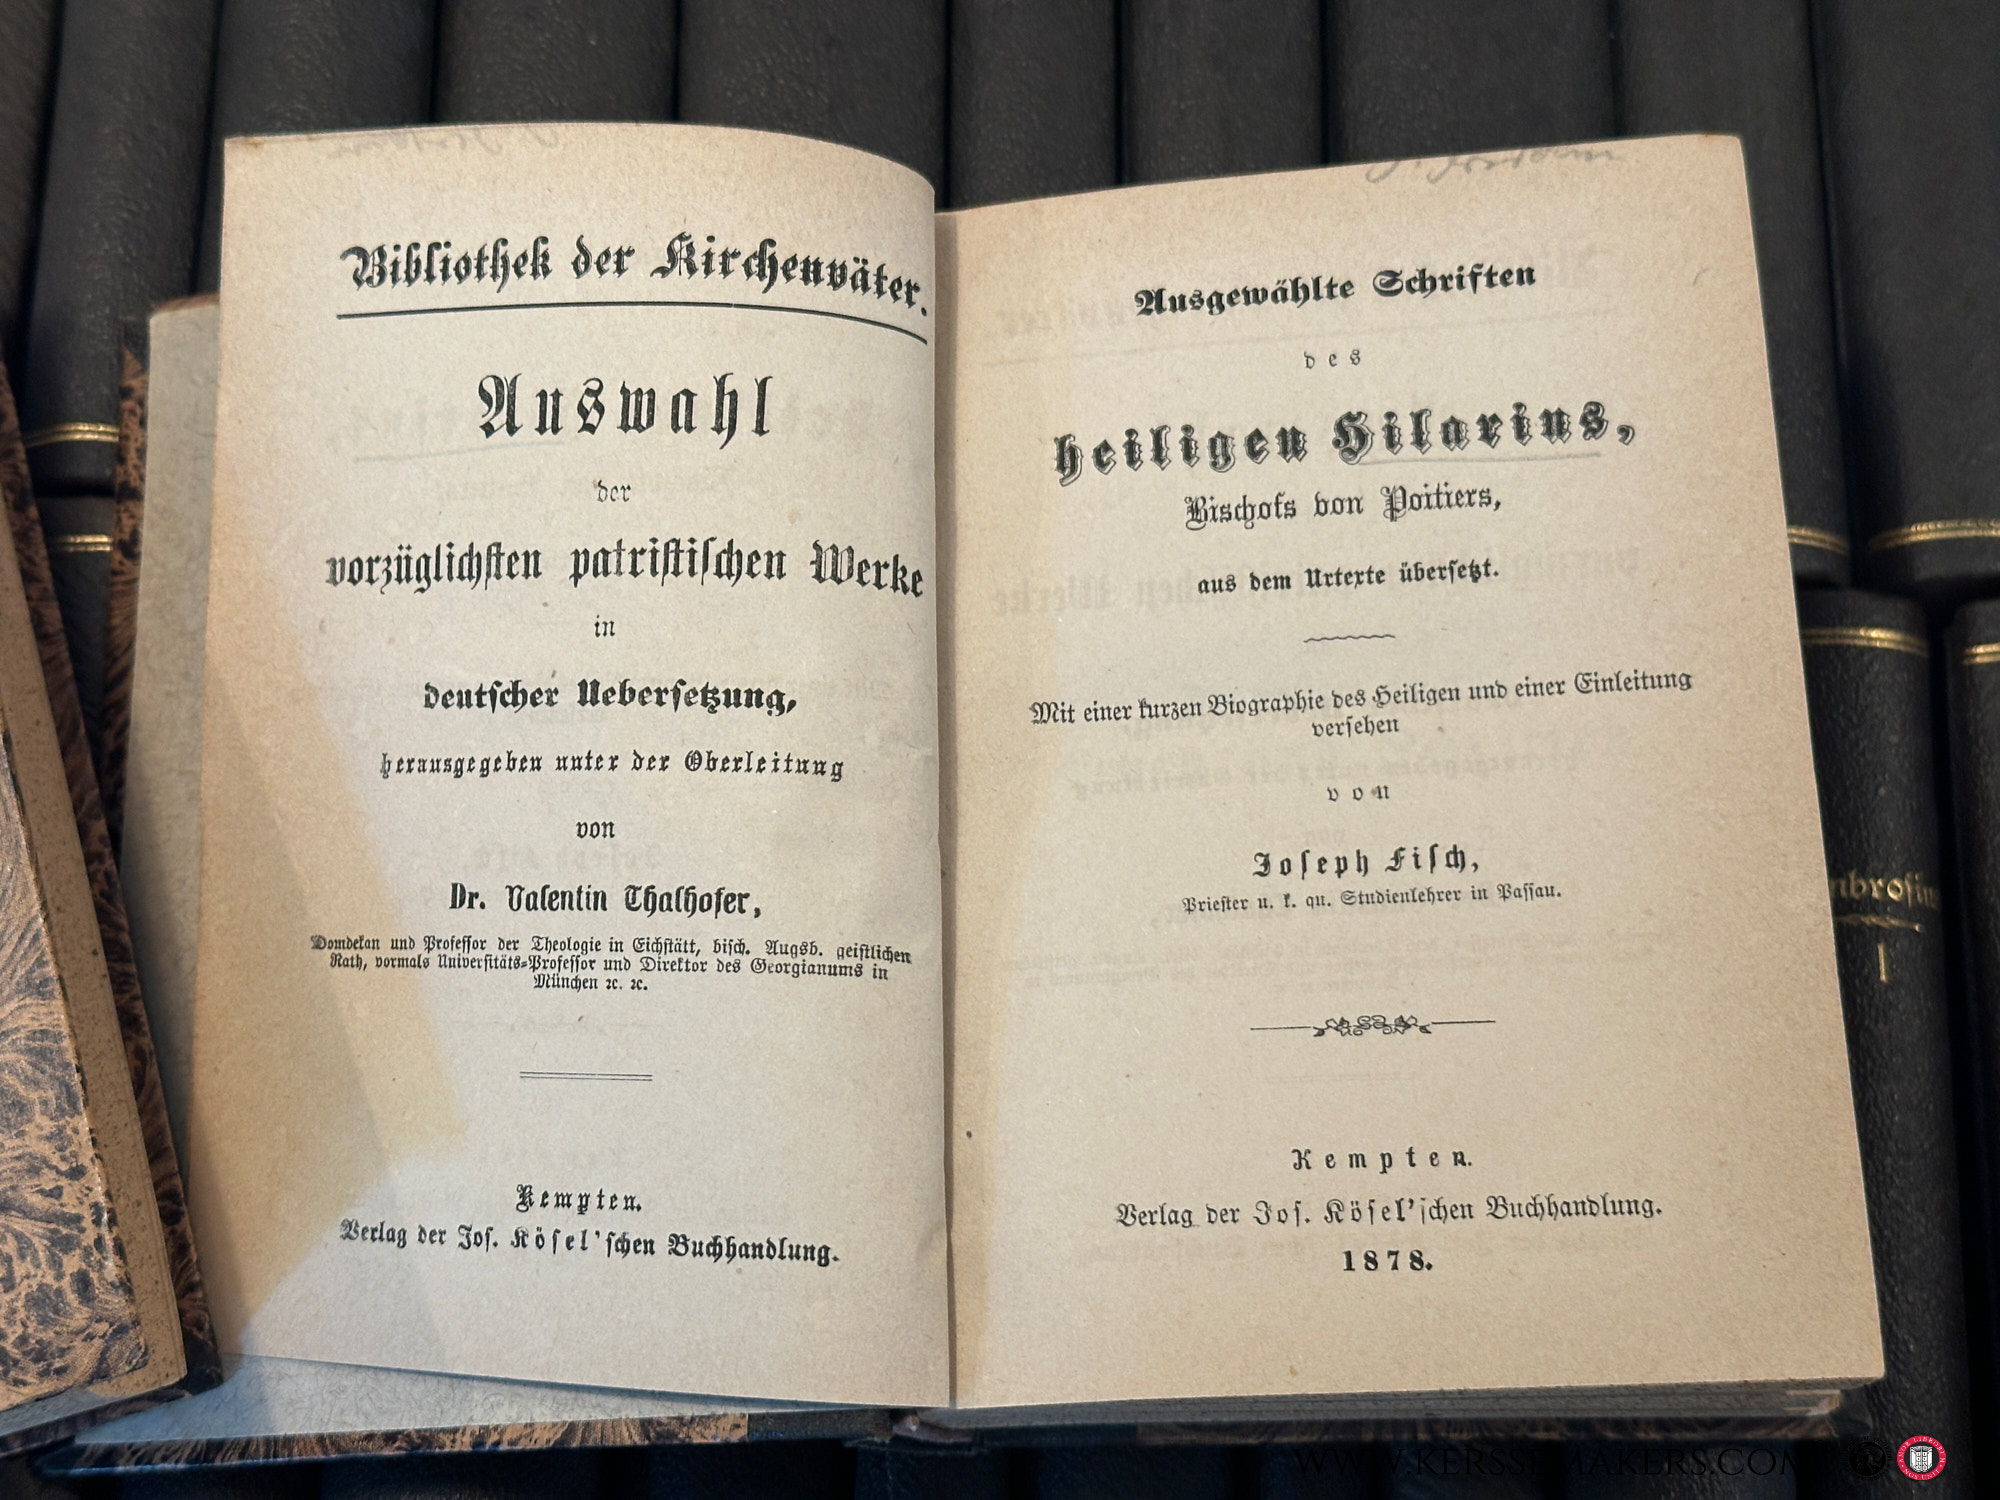 Bibliothek der Kirchenväter.
Auswahl
der
vorzüglichsten patristischen Werke
in
deutscher Uebersetzung,
herausgegeben unter der Oberleitung
von
Dr. Valentin Thalhofer,
Domdekan und Professor der Theologie in Eichstätt, bisch. Augsb. geistlichen
Rath, vormals Universitäts-Professor und Direktor des Georgianums in
München ꝛc. ꝛc.
Kempten.
Verlag der Jos. Kösel'schen Buchhandlung.
Ausgewählte Schriften
des
heiligen Hilarius,
Bischofs von Poitiers,
aus dem Urtexte übersetzt.
Mit einer kurzen Biographie des Heiligen und einer Einleitung
versehen
von
Joseph Fisch,
Priester u. k. qu. Studienlehrer in Passau.
Kempten.
Verlag der Jos. Kösel'schen Buchhandlung.
1878.
I
WWW.KERSSEMAKERS.COM